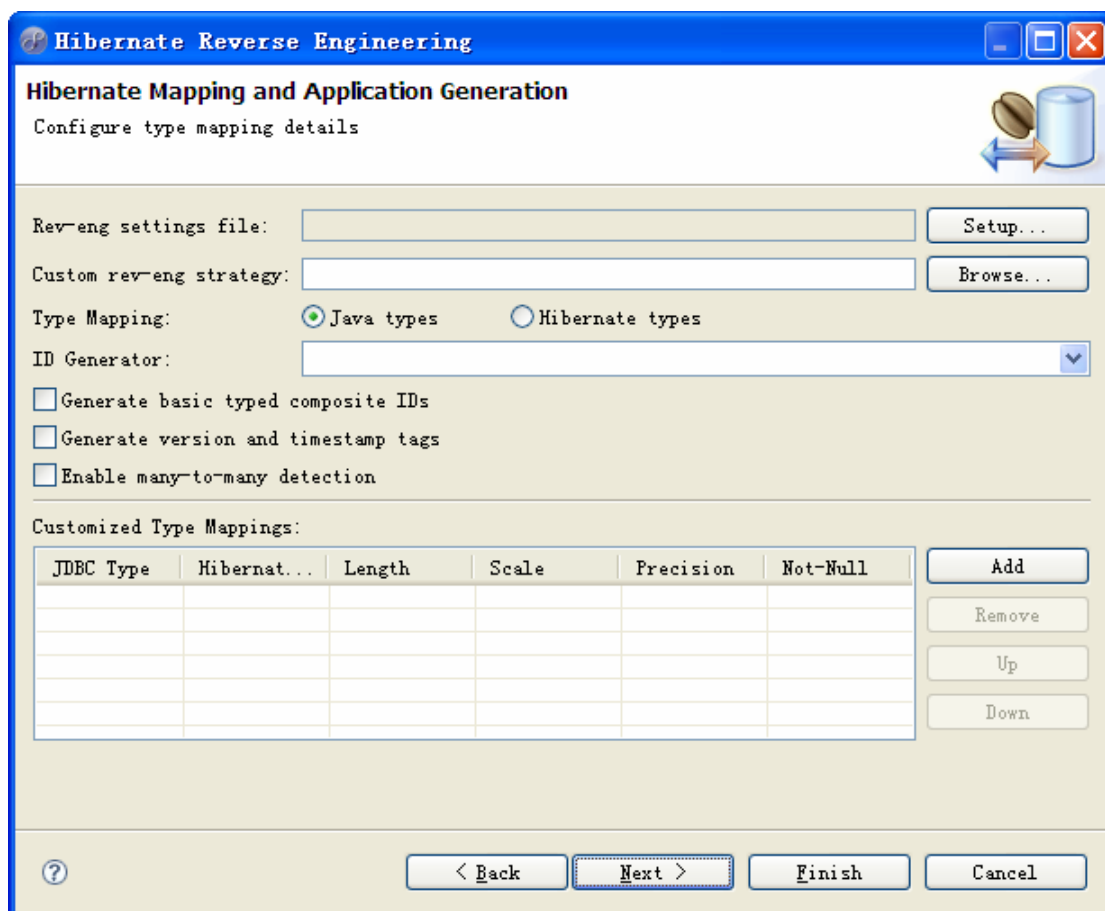 Hibernate Reverse Engineering
Hibernate Mapping and Application Generation
Configure type mapping details
Rev-eng settings file: Setup...
Custom rev-eng strategy: Browse...
Type Mapping: Java types Hibernate types
ID Generator:
Generate basic typed composite IDs
Generate version and timestamp tags
Enable many-to-many detection
Customized Type Mappings:
JDBC Type Hibernat... Length Scale Precision Not-Null Add
Remove
Up
Down
? < Back Next > Finish Cancel